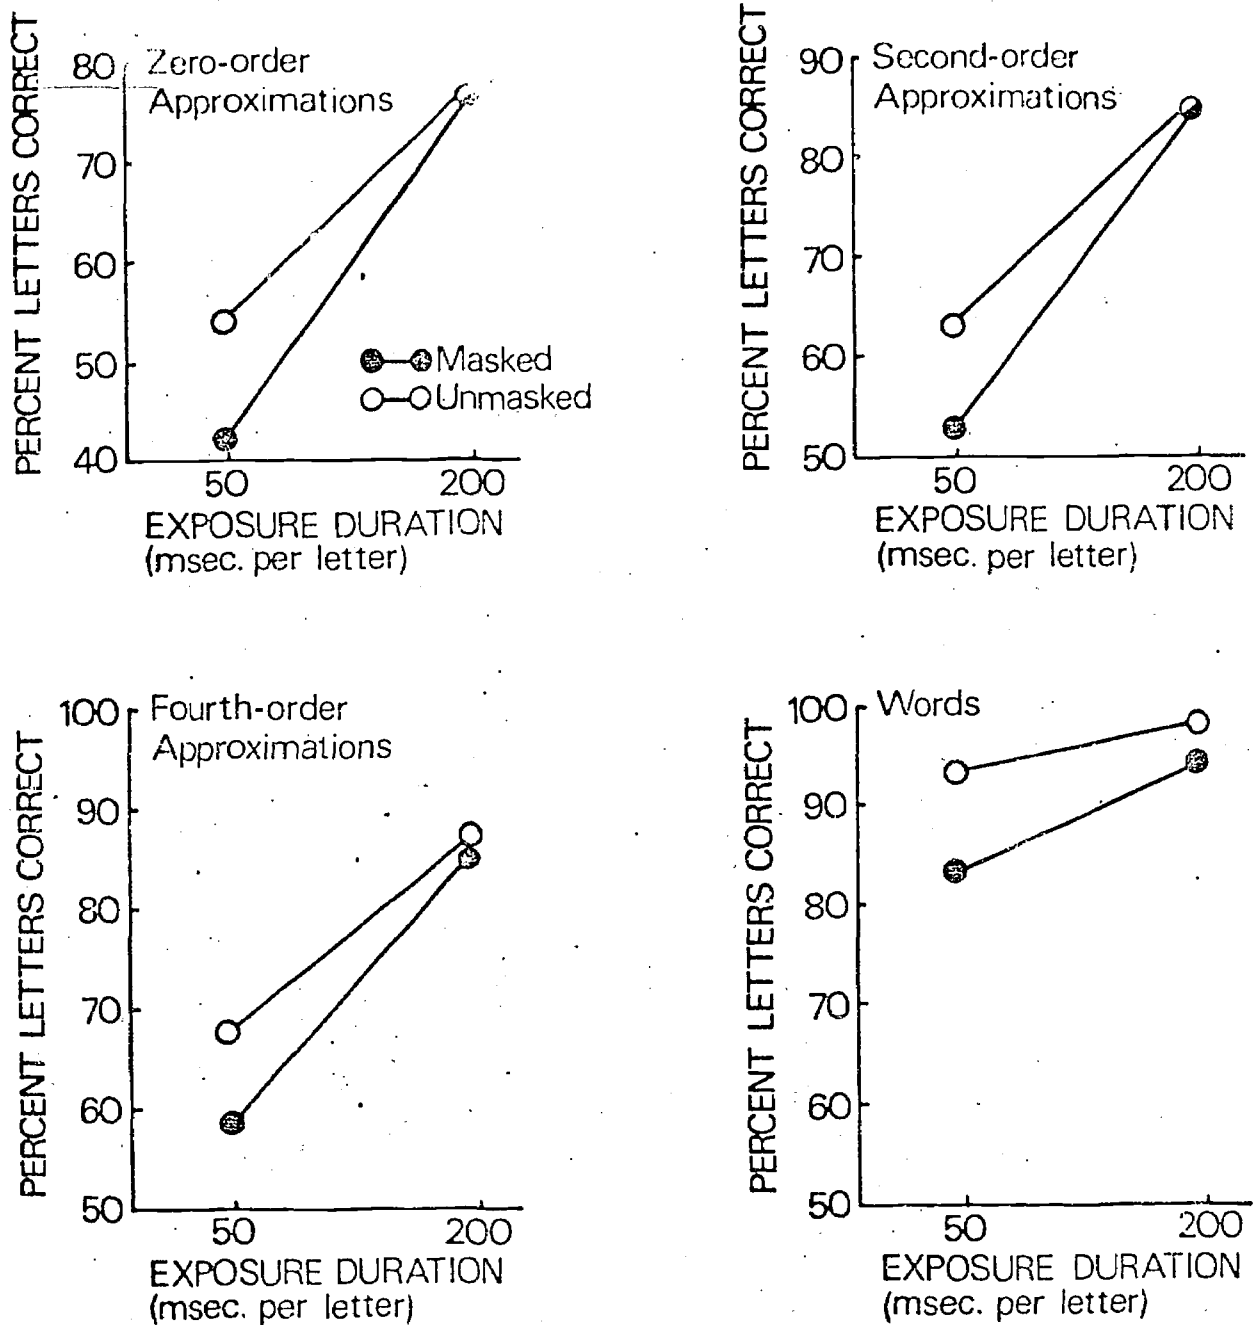 PERCENT LETTERS CORRECT
Zero-order
Approximations
80
70
60
50
40
Masked
Unmasked
50 200
EXPOSURE DURATION
(msec. per letter)
PERCENT LETTERS CORRECT
Second-order
Approximations
90
80
70
60
50
50 200
EXPOSURE DURATION
(msec. per letter)
PERCENT LETTERS CORRECT
Fourth-order
Approximations
100
90
80
70
60
50
50 200
EXPOSURE DURATION
(msec. per letter)
PERCENT LETTERS CORRECT
Words
100
90
80
70
60
50
50 200
EXPOSURE DURATION
(msec. per letter)